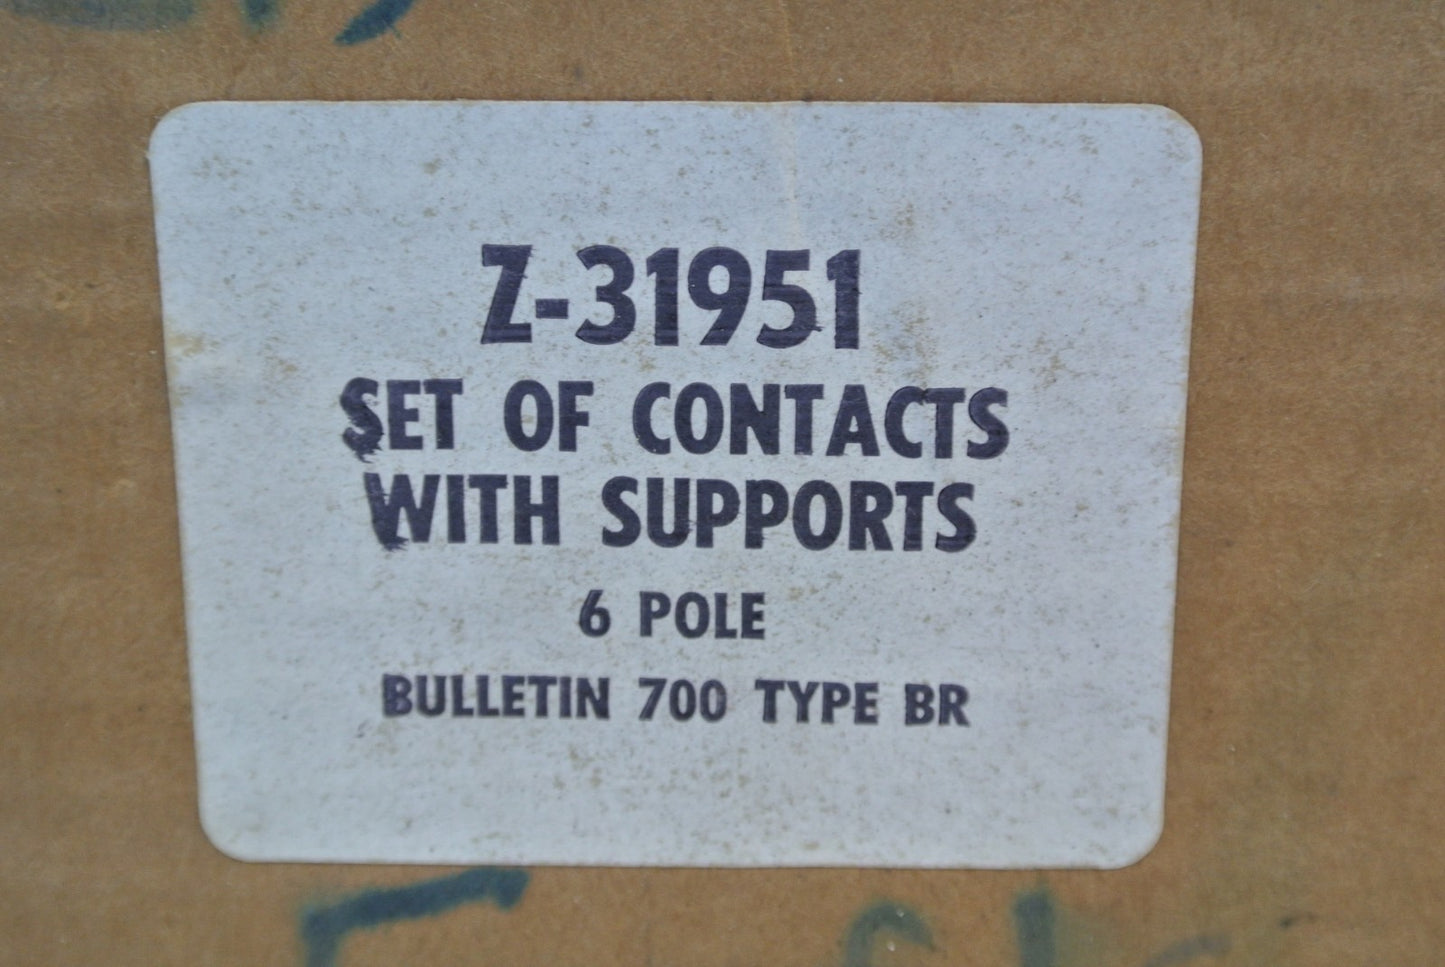 Z-31951
SET OF CONTACTS
WITH SUPPORTS
6 POLE
BULLETIN 700 TYPE BR